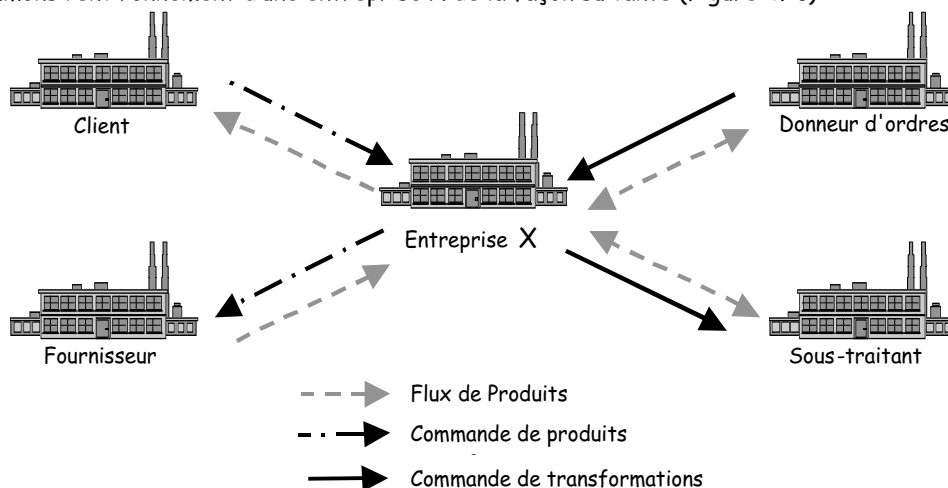 Client
Donneur d'ordres
Entreprise X
Fournisseur
Sous-traitant
Flux de Produits
Commande de produits
Commande de transformations